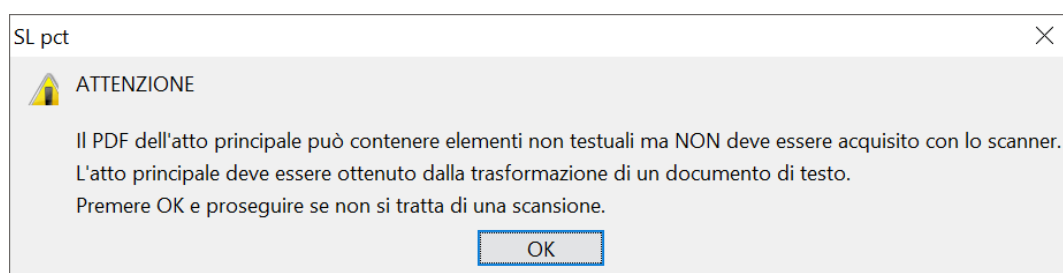 SL pct
ATTENZIONE
Il PDF dell'atto principale può contenere elementi non testuali ma NON deve essere acquisito con lo scanner.
L'atto principale deve essere ottenuto dalla trasformazione di un documento di testo.
Premere OK e proseguire se non si tratta di una scansione.
OK